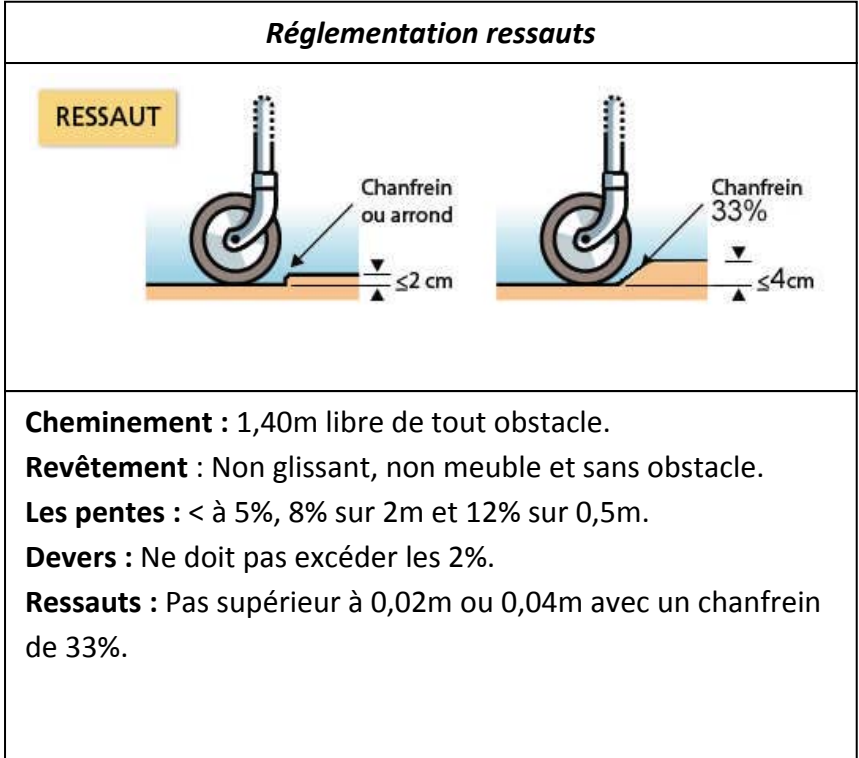 Réglementation ressauts
RESSAUT
Chanfrein
ou arrond
≤2 cm
Chanfrein
33%
≤4cm
Cheminement : 1,40m libre de tout obstacle.
Revêtement : Non glissant, non meuble et sans obstacle.
Les pentes : < à 5%, 8% sur 2m et 12% sur 0,5m.
Devers : Ne doit pas excéder les 2%.
Ressauts : Pas supérieur à 0,02m ou 0,04m avec un chanfrein
de 33%.